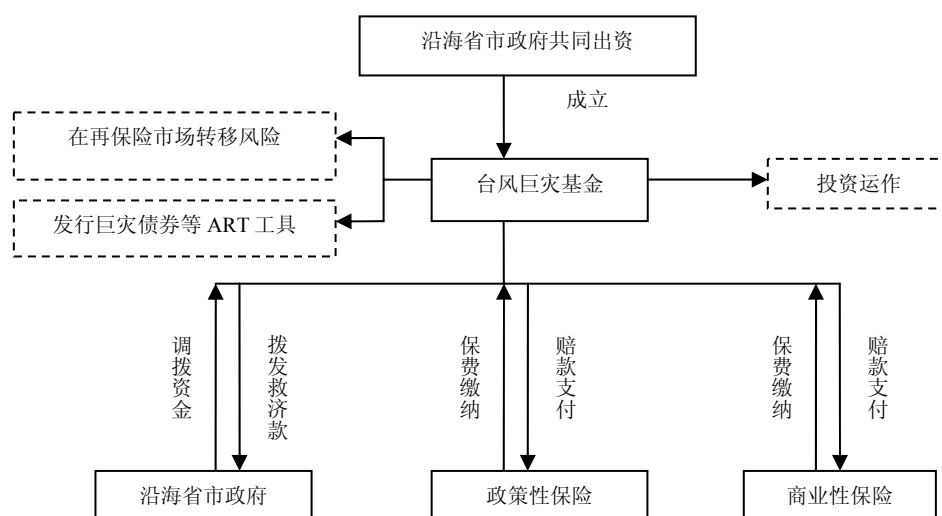 沿海省市政府共同出资
成立
在再保险市场转移风险
台风巨灾基金
投资运作
发行巨灾债券等 ART 工具
调拨资金
拨发救济款
保费缴纳
赔款支付
保费缴纳
赔款支付
沿海省市政府
政策性保险
商业性保险